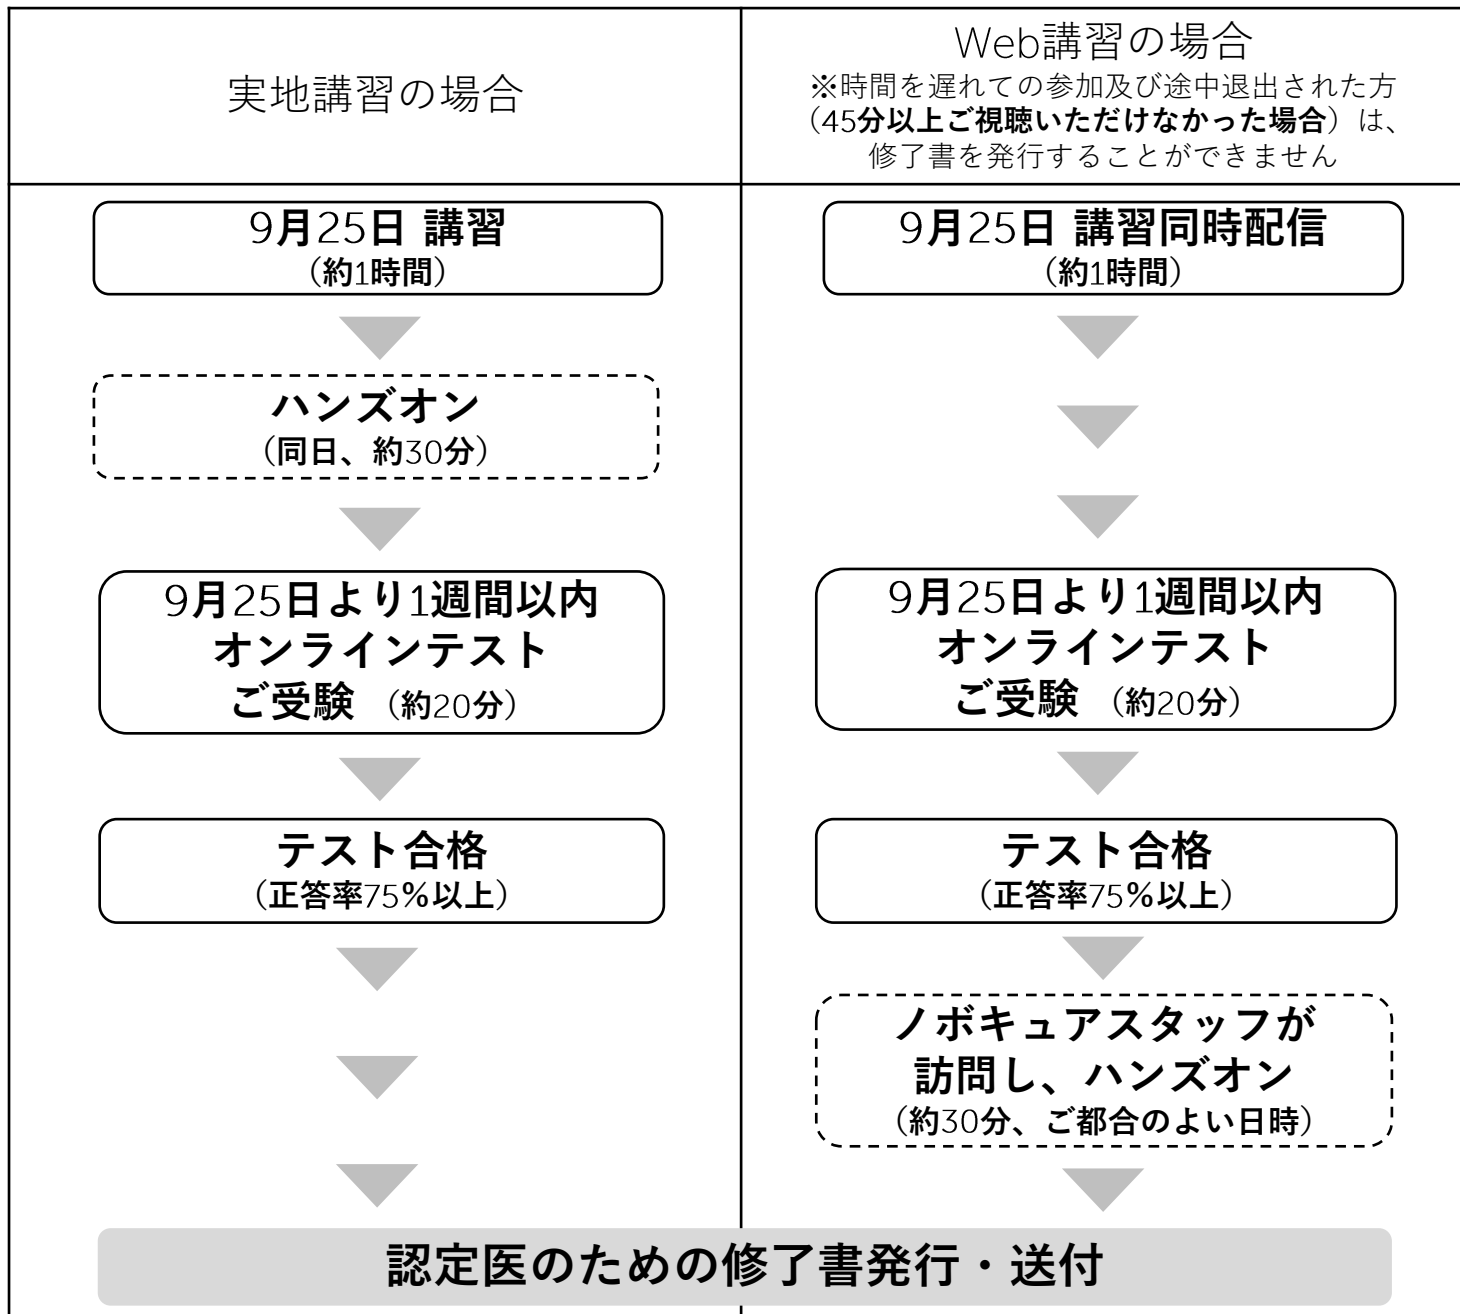 実地講習の場合
Web講習の場合
※時間を遅れての参加及び途中退出された方
（45分以上ご視聴いただけなかった場合）は、
修了書を発行することができません
9月25日 講習
（約1時間）
ハンズオン
（同日、約30分）
9月25日より1週間以内
オンラインテスト
ご受験 （約20分）
テスト合格
（正答率75%以上）
9月25日 講習同時配信
（約1時間）
9月25日より1週間以内
オンラインテスト
ご受験 （約20分）
テスト合格
（正答率75%以上）
ノボキュアスタッフが
訪問し、ハンズオン
（約30分、ご都合のよい日時）
認定医のための修了書発行・送付